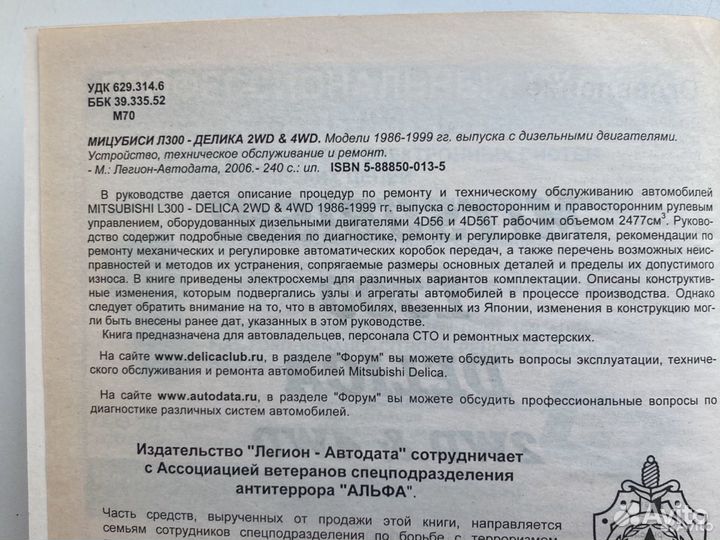 УДК 629.314.6
ББК 39.335.52
М70
МИЦУБИСИ Л300 - ДЕЛИКА 2WD & 4WD. Модели 1986-1999 гг. выпуска с дизельными двигателями.
Устройство, техническое обслуживание и ремонт.
- М.: Легион-Автодата, 2006.- 240 с.: ил. ISBN 5-88850-013-5
В руководстве дается описание процедур по ремонту и техническому обслуживанию автомобилей
MITSUBISHI L300 - DELICA 2WD & 4WD 1986-1999 гг. выпуска с левосторонним и правосторонним рулевым
управлением, оборудованных дизельными двигателями 4D56 и 4D56T рабочим объемом 2477см³. Руково-
дство содержит подробные сведения по диагностике, ремонту и регулировке двигателя, рекомендации по
ремонту механических и регулировке автоматических коробок передач, а также перечень возможных неис-
правностей и методов их устранения, сопрягаемые размеры основных деталей и пределы их допустимого
износа. В книге приведены электросхемы для различных вариантов комплектации. Описаны конструктив-
ные изменения, которым подвергались узлы и агрегаты автомобилей в процессе производства. Однако
следует обратить внимание на то, что в автомобилях, ввезенных из Японии, изменения в конструкцию мог-
ли быть внесены ранее дат, указанных в этом руководстве.
Книга предназначена для автовладельцев, персонала СТО и ремонтных мастерских.
На сайте www.delicaclub.ru, в разделе "Форум" вы можете обсудить вопросы эксплуатации, техниче-
ского обслуживания и ремонта автомобилей Mitsubishi Delica.
На сайте www.autodata.ru, в разделе "Форум" вы можете обсудить профессиональные вопросы по
диагностике различных систем автомобилей.
Издательство "Легион - Автодата" сотрудничает
с Ассоциацией ветеранов спецподразделения
антитеррора "АЛЬФА".
Часть средств, вырученных от продажи этой книги, направляется
семьям сотрудников спецподразделения по борьбе с терроризмом
Avito